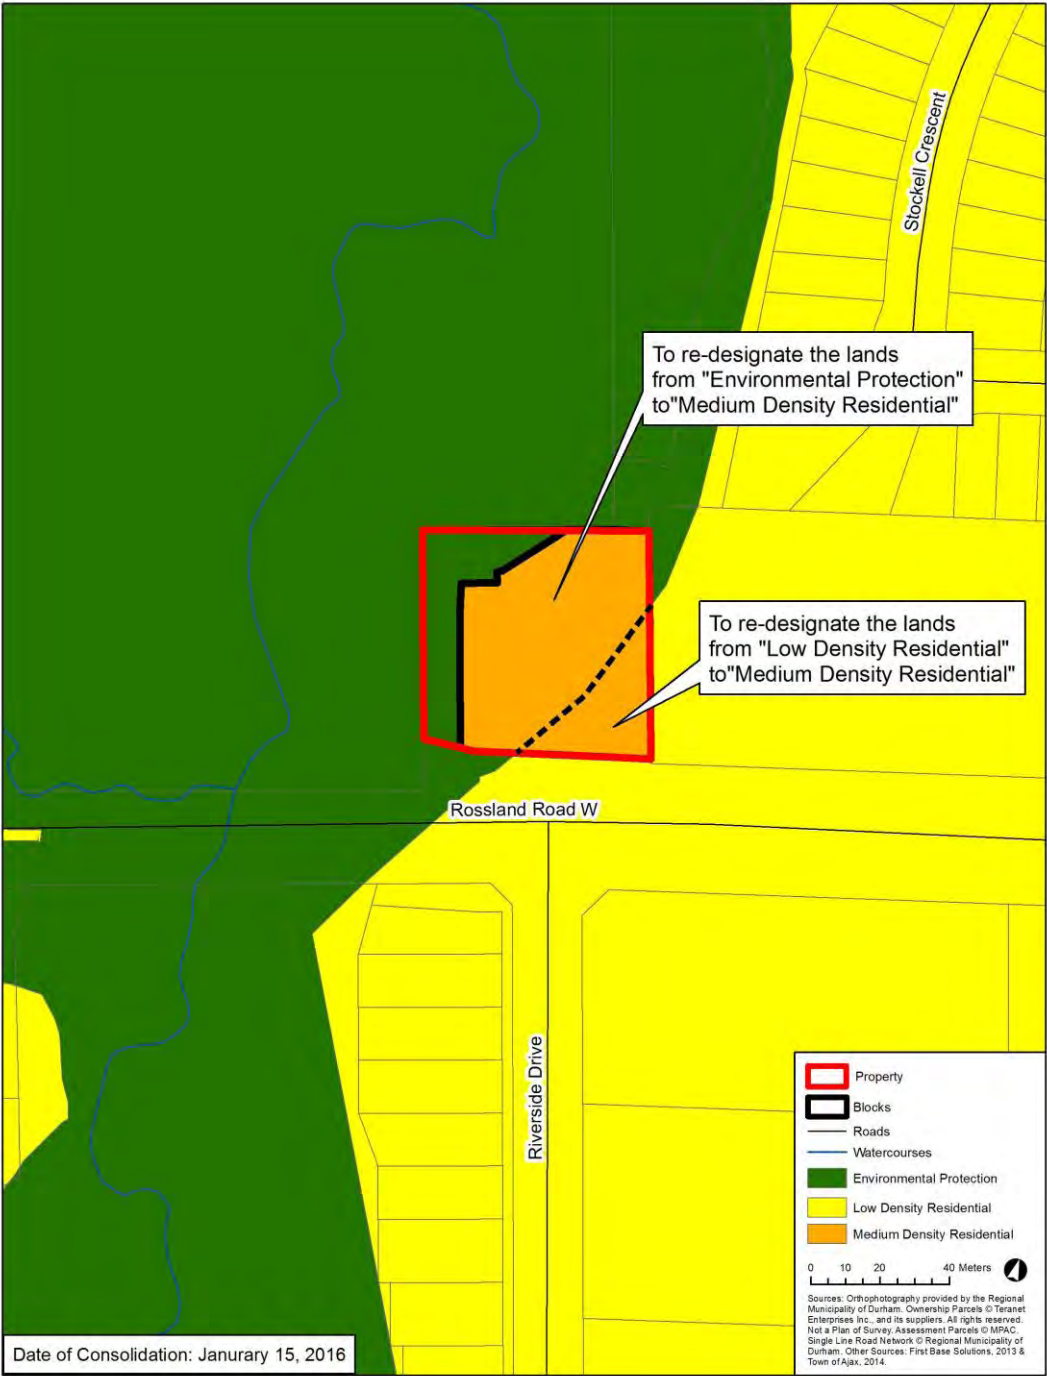 Stockell Crescent
To re-designate the lands
from "Environmental Protection"
to"Medium Density Residential"
To re-designate the lands
from "Low Density Residential"
to"Medium Density Residential"
Rossland Road W
Riverside Drive
Property
Blocks
Roads
Watercourses
Environmental Protection
Low Density Residential
Medium Density Residential
0 10 20 40 Meters
Sources: Orthophotography provided by the Regional
Municipality of Durham. Ownership Parcels © Teranet
Enterprises Inc., and its suppliers. All rights reserved.
Not a Plan of Survey. Assessment Parcels © MPAC.
Single Line Road Network © Regional Municipality of
Durham. Other Sources: First Base Solutions, 2013 &
Town of Ajax, 2014.
Date of Consolidation: Janurary 15, 2016